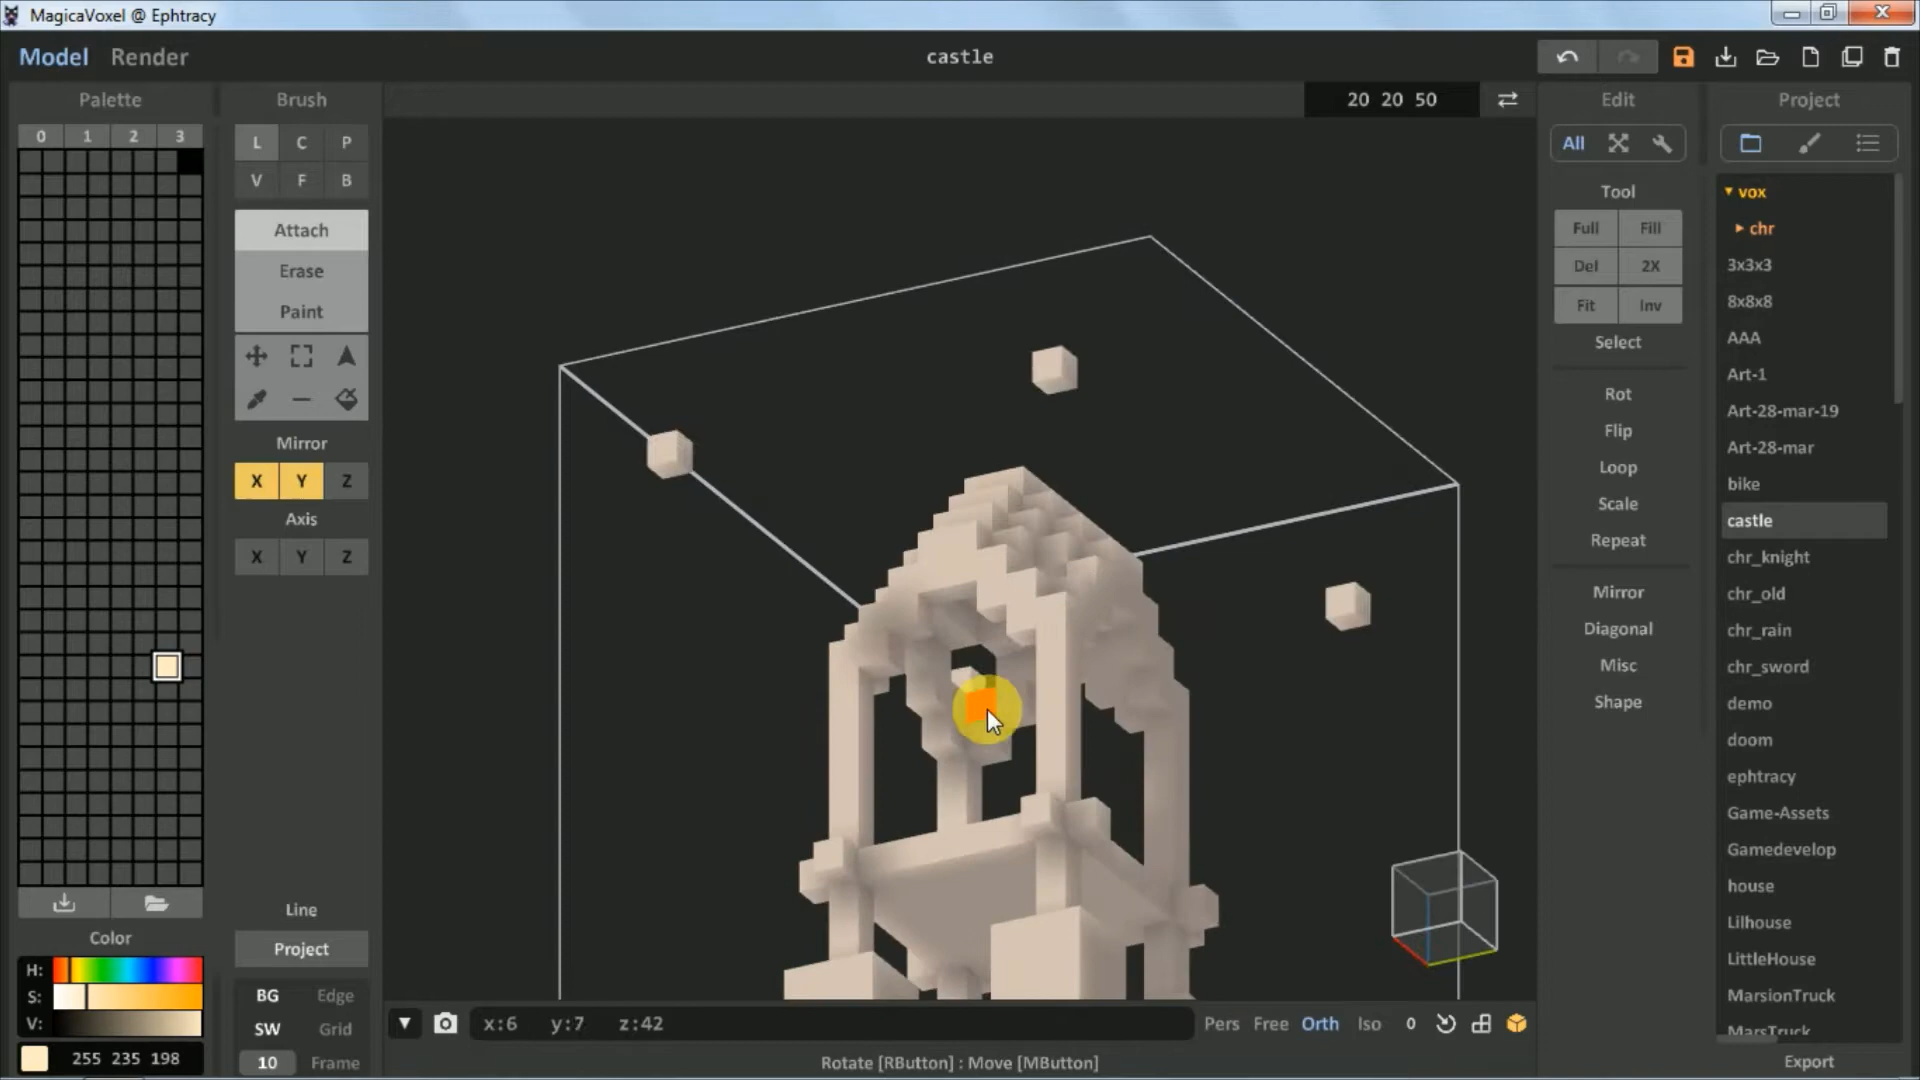 MagicaVoxel @ Ephtracy
Model Render
castle
Palette
Brush
20 20 50
Edit
Project
0 1 2 3
L C P
V F B
Attach
Erase
Paint
Mirror
X Y Z
Axis
X Y Z
Line
Project
BG Edge
SW Grid
10 Frame
Color
H:
S:
V:
255 235 198
All
Tool
Full Fill
Del 2X
Fit Inv
Select
Rot
Flip
Loop
Scale
Repeat
Mirror
Diagonal
Misc
Shape
vox
chr
3x3x3
8x8x8
AAA
Art-1
Art-28-mar-19
Art-28-mar
bike
castle
chr_knight
chr_old
chr_rain
chr_sword
demo
doom
ephtracy
Game-Assets
Gamedevelop
house
Lilhouse
LittleHouse
MarsionTruck
MarsTruck
Export
x:6 y:7 z:42
Pers Free Orth Iso 0
Rotate [RButton] : Move [MButton]